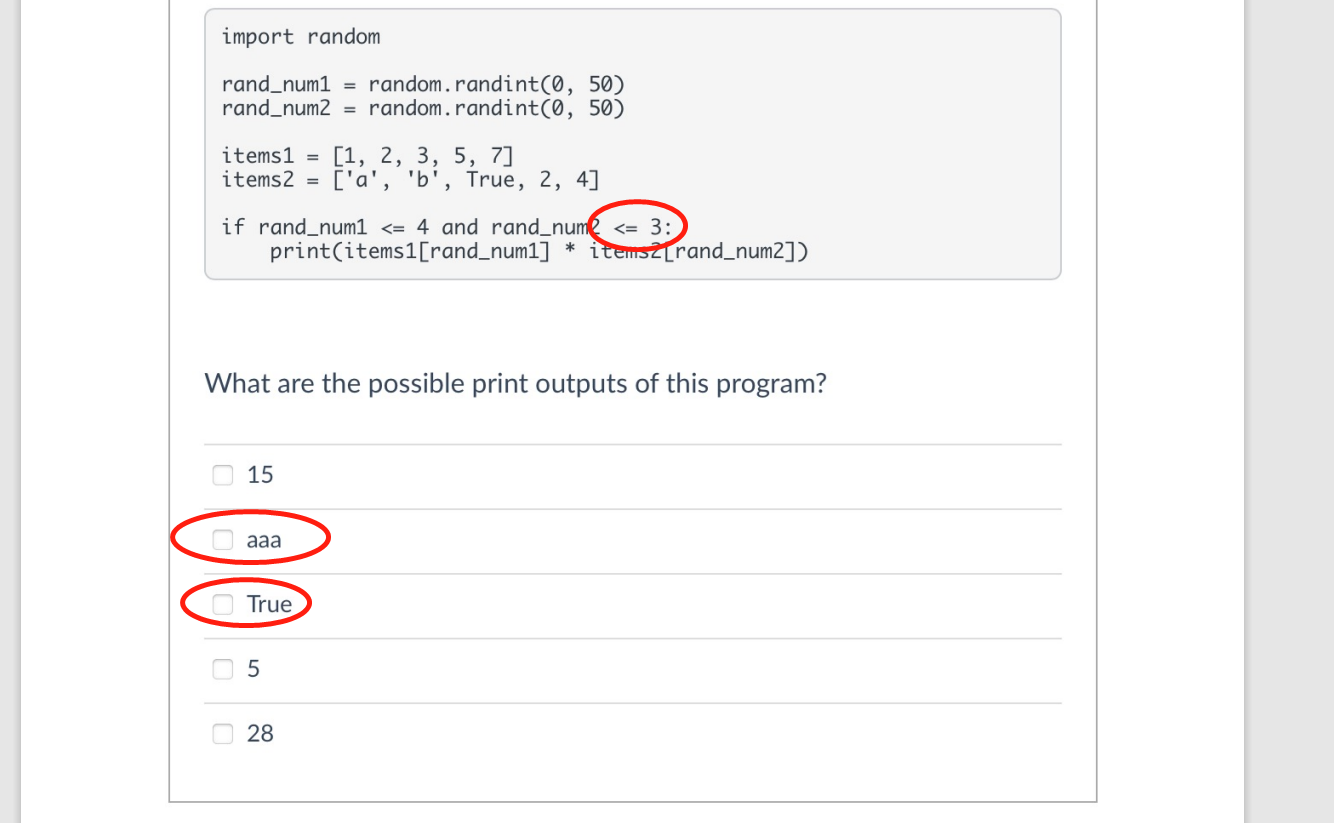 import random
rand_num1 = random.randint(0, 50)
rand_num2 = random.randint(0, 50)
items1 = [1, 2, 3, 5, 7]
items2 = ['a', 'b', True, 2, 4]
if rand_num1 <= 4 and rand_num2 <= 3:
    print(items1[rand_num1] * items2[rand_num2])
What are the possible print outputs of this program?
15
aaa
True
5
28